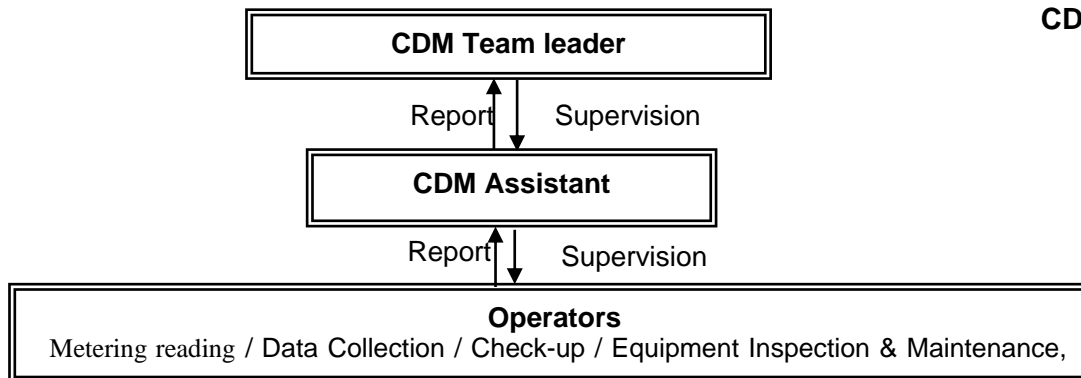 CD
CDM Team leader
Report Supervision
CDM Assistant
Report Supervision
Operators
Metering reading / Data Collection / Check-up / Equipment Inspection & Maintenance,